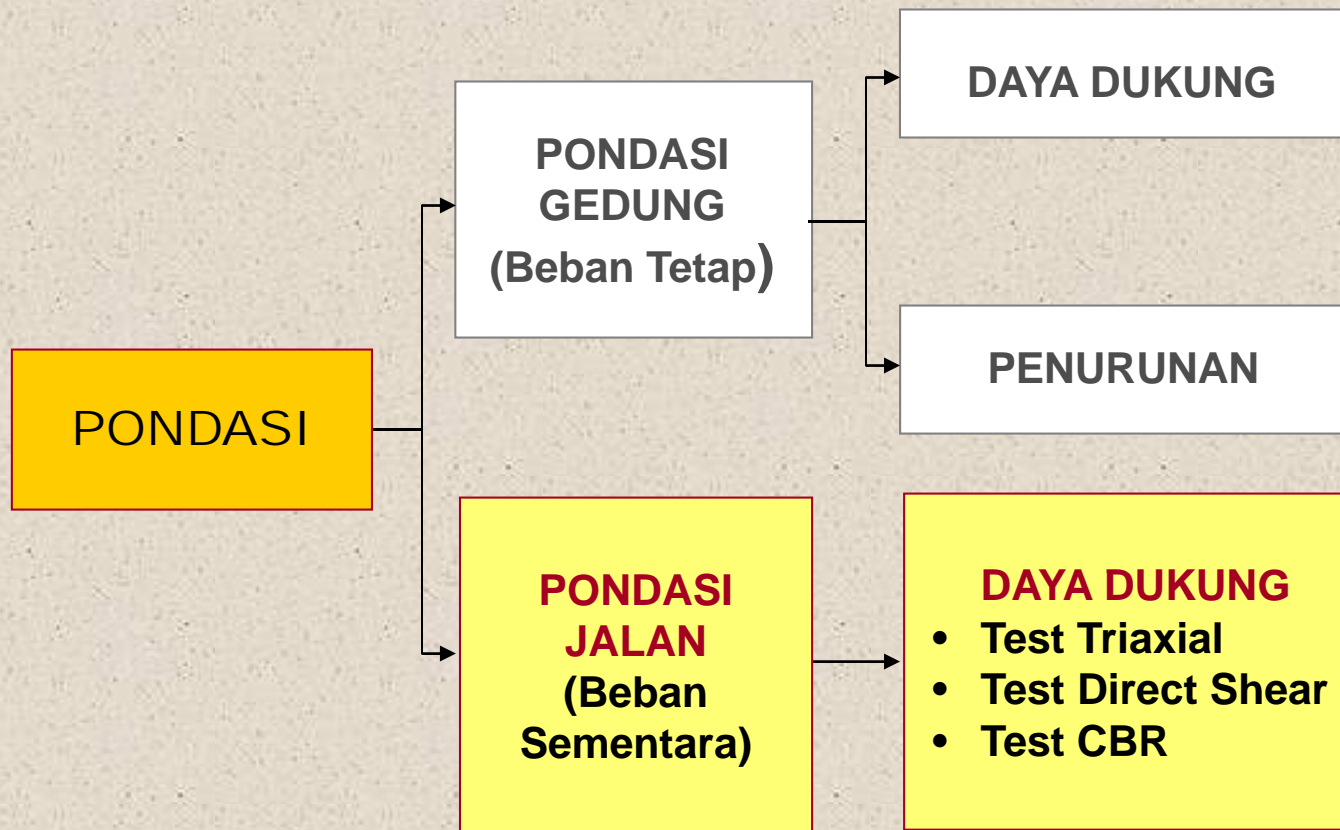 PONDASI
PONDASI
GEDUNG
(Beban Tetap)
DAYA DUKUNG
PENURUNAN
PONDASI
JALAN
(Beban
Sementara)
DAYA DUKUNG
• Test Triaxial
• Test Direct Shear
• Test CBR